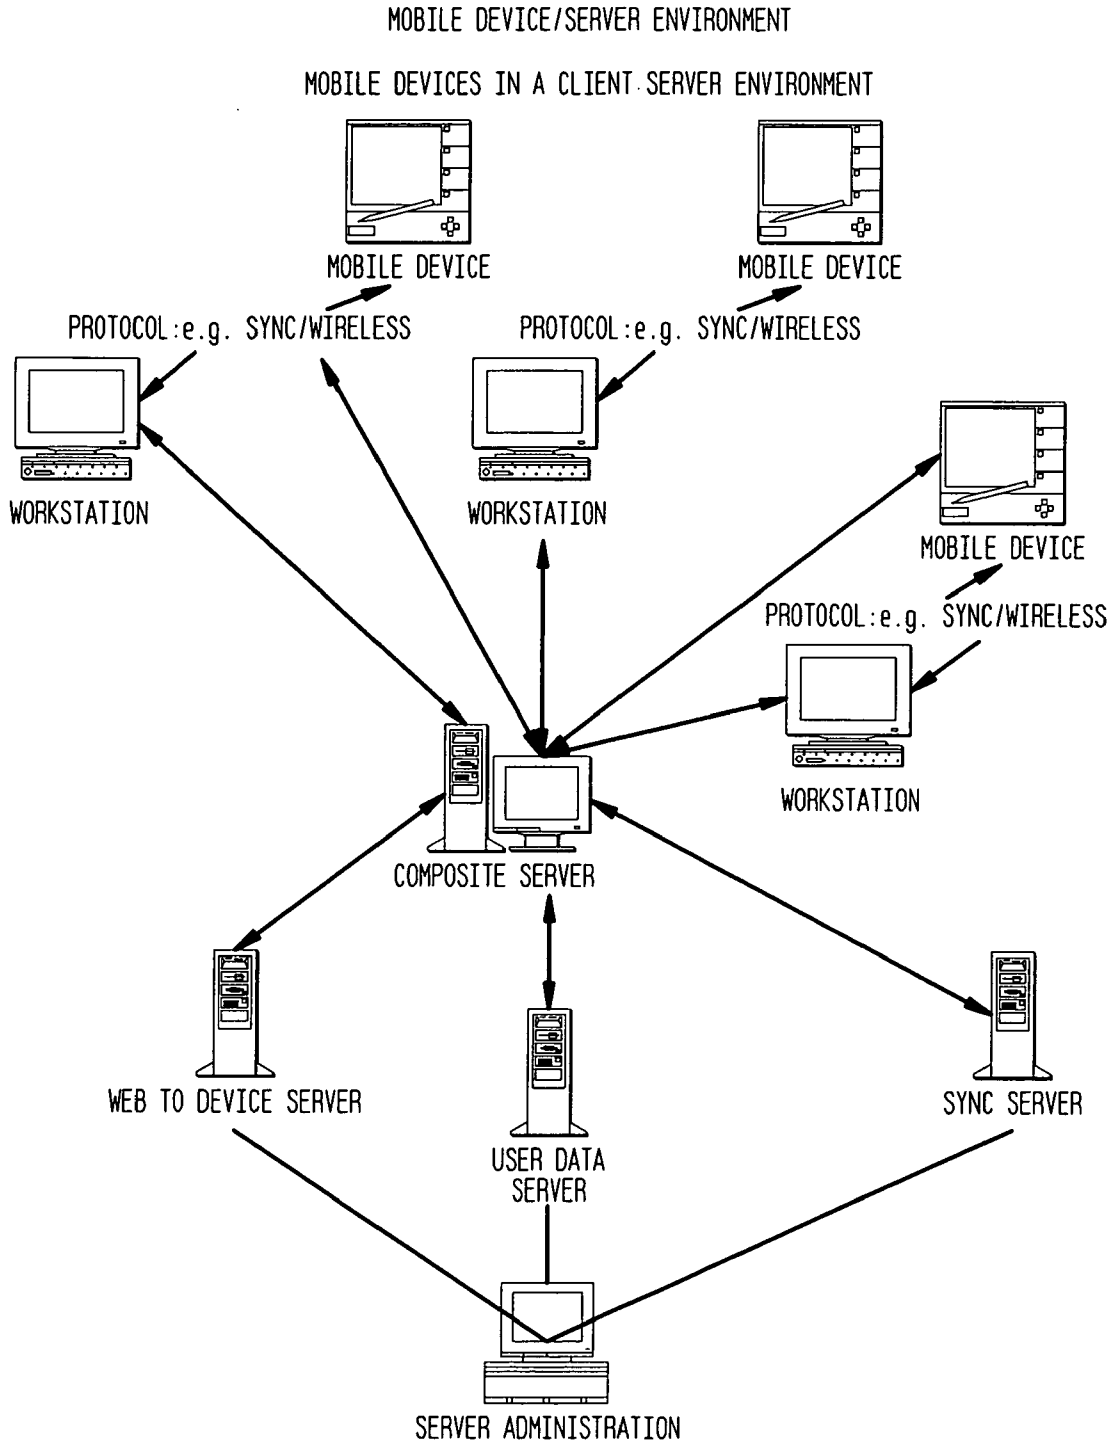 MOBILE DEVICE/SERVER ENVIRONMENT
MOBILE DEVICES IN A CLIENT SERVER ENVIRONMENT
MOBILE DEVICE
MOBILE DEVICE
PROTOCOL:e.g. SYNC/WIRELESS
PROTOCOL:e.g. SYNC/WIRELESS
WORKSTATION
WORKSTATION
MOBILE DEVICE
PROTOCOL:e.g. SYNC/WIRELESS
WORKSTATION
COMPOSITE SERVER
WEB TO DEVICE SERVER
SYNC SERVER
USER DATA
SERVER
SERVER ADMINISTRATION